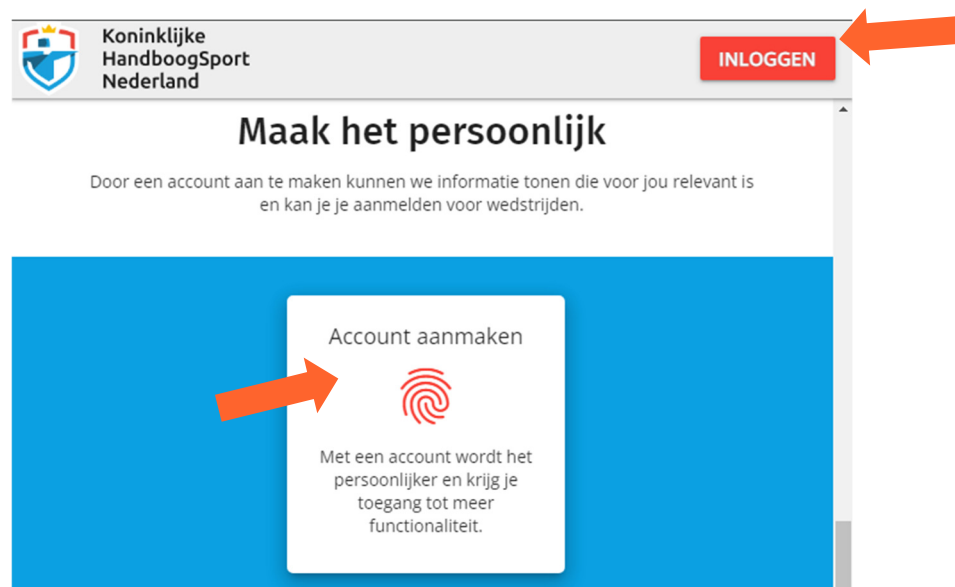 Koninklijke
HandboogSport
Nederland
INLOGGEN
Maak het persoonlijk
Door een account aan te maken kunnen we informatie tonen die voor jou relevant is
en kan je je aanmelden voor wedstrijden.
Account aanmaken
Met een account wordt het
persoonlijker en krijg je
toegang tot meer
functionaliteit.